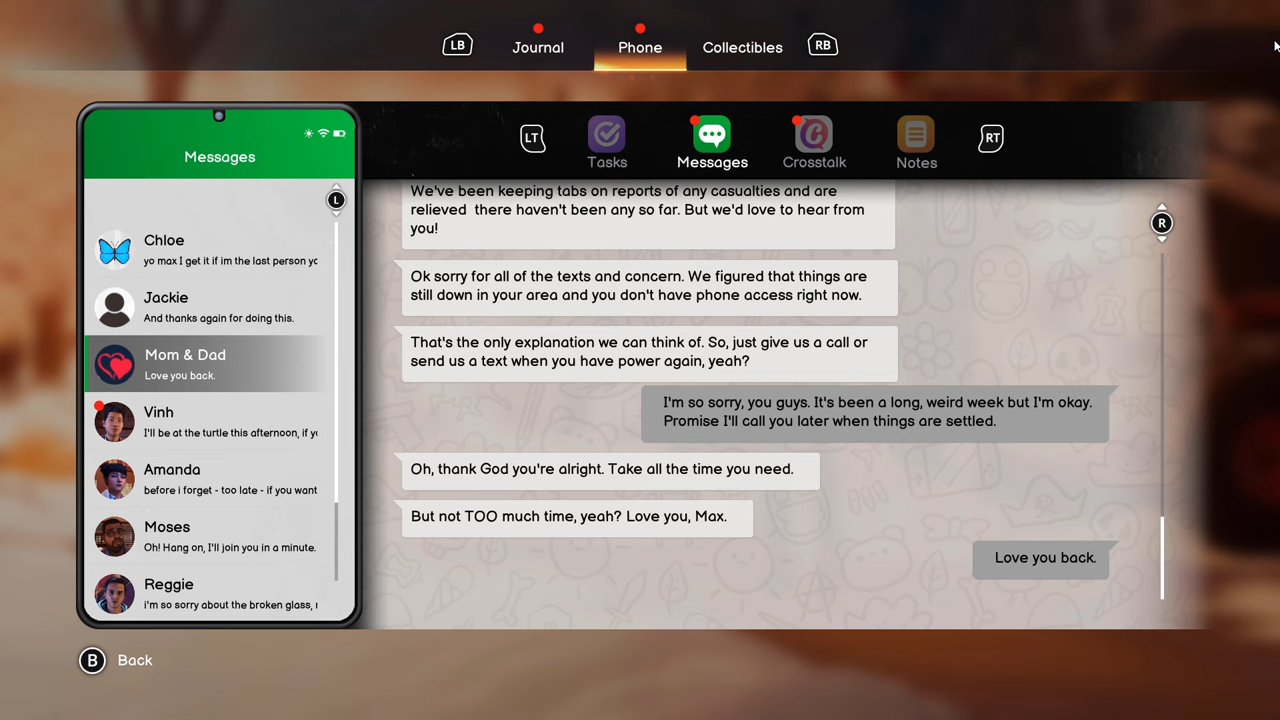 LB
Journal
Phone
Collectibles
RB
Messages
LT
Tasks
Messages
Crosstalk
Notes
RT
L
Chloe
yo max I get it if im the last person yo
Jackie
And thanks again for doing this.
Mom & Dad
Love you back.
Vinh
I'll be at the turtle this afternoon, if yo
Amanda
before i forget - too late - if you want
Moses
Oh! Hang on, I'll join you in a minute.
Reggie
i'm so sorry about the broken glass,
We've been keeping tabs on reports of any casualties and are
relieved  there haven't been any so far. But we'd love to hear from
you!
Ok sorry for all of the texts and concern. We figured that things are
still down in your area and you don't have phone access right now.
That's the only explanation we can think of. So, just give us a call or
send us a text when you have power again, yeah?
I'm so sorry, you guys. It's been a long, weird week but I'm okay.
Promise I'll call you later when things are settled.
Oh, thank God you're alright. Take all the time you need.
But not TOO much time, yeah? Love you, Max.
Love you back.
R
B
Back